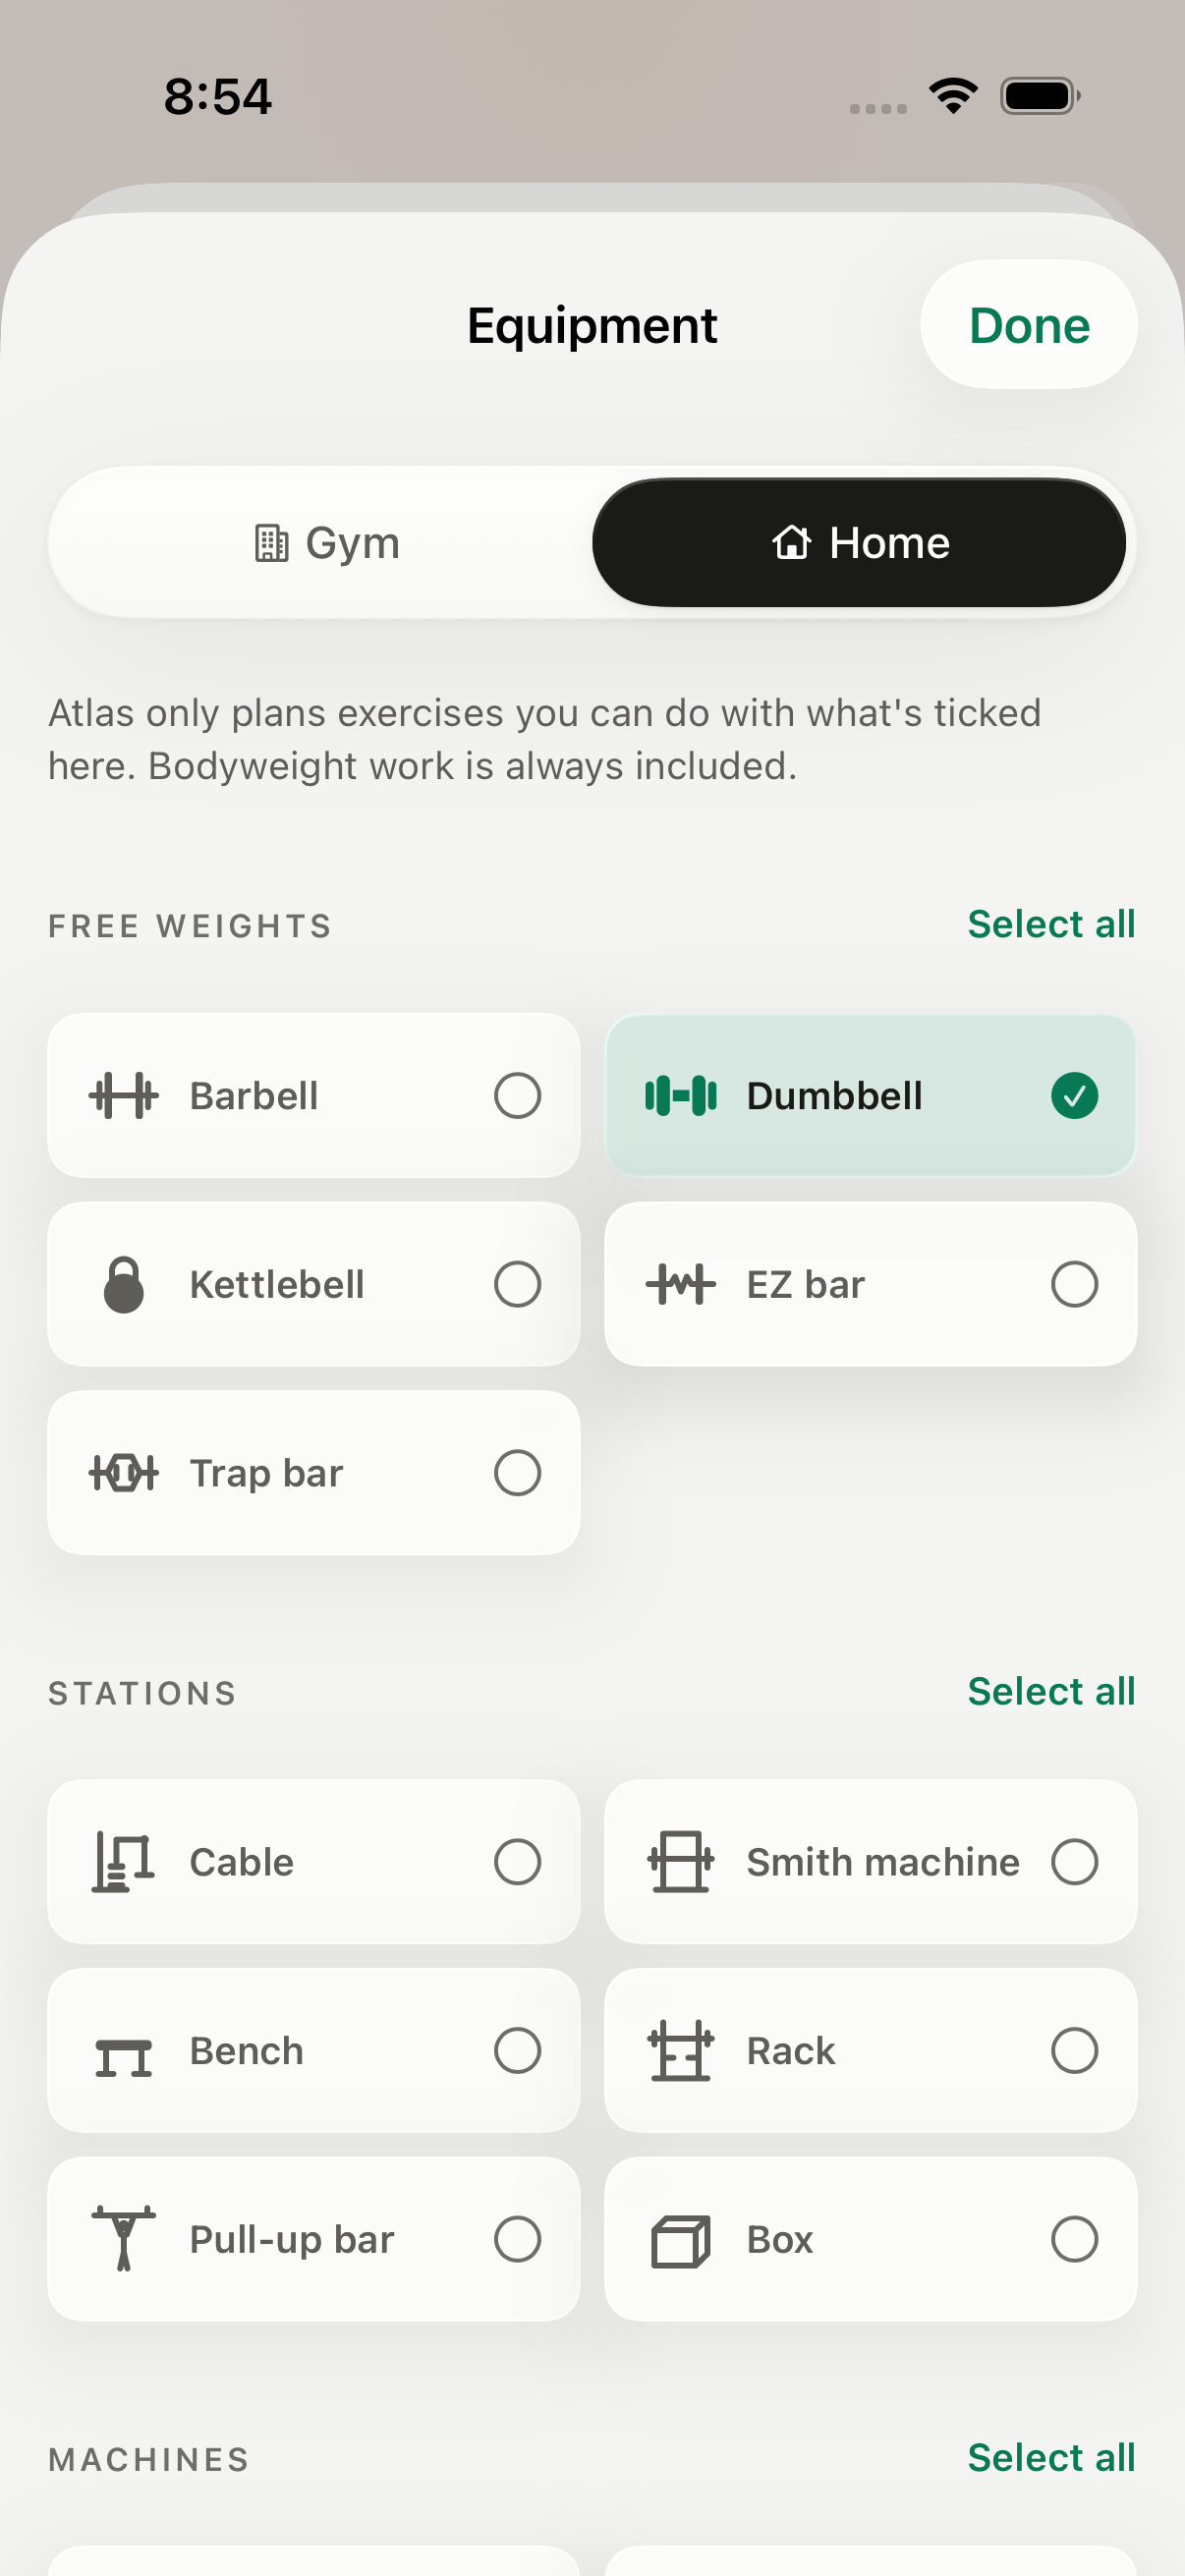 8:54
Equipment
Done
Gym
Home
Atlas only plans exercises you can do with what's ticked
here. Bodyweight work is always included.
FREE WEIGHTS
Select all
Barbell
Dumbbell
Kettlebell
EZ bar
Trap bar
STATIONS
Select all
Cable
Smith machine
Bench
Rack
Pull-up bar
Box
MACHINES
Select all